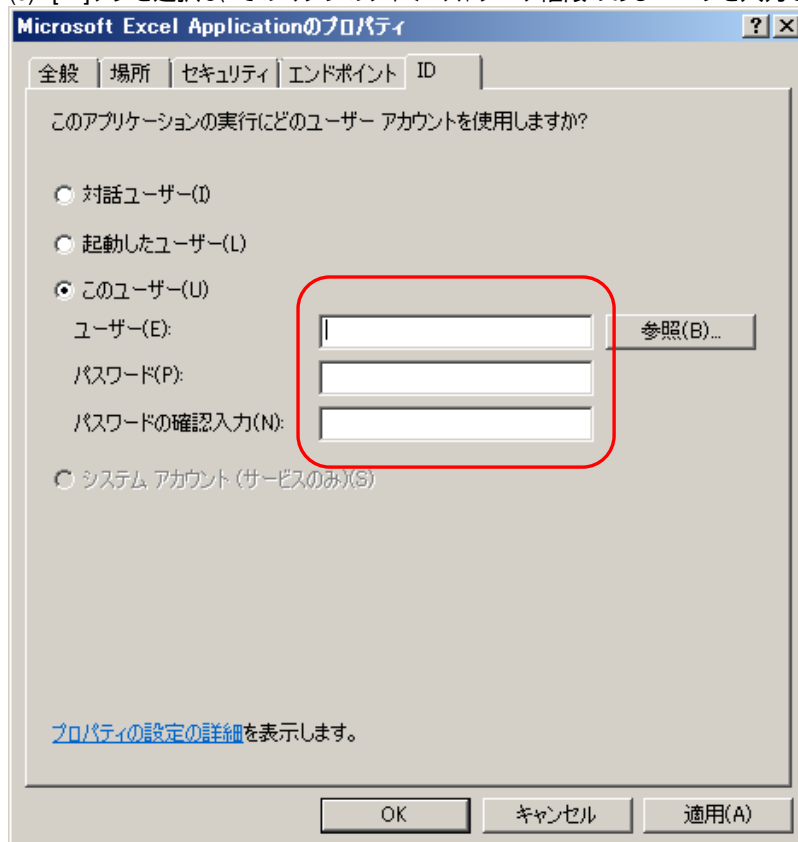 Microsoft Excel Applicationのプロパティ
全般 場所 セキュリティ エンドポイント ID
このアプリケーションの実行にどのユーザー アカウントを使用しますか?
対話ユーザー(I)
起動したユーザー(L)
このユーザー(U)
ユーザー(E): 参照(B)...
パスワード(P):
パスワードの確認入力(N):
システム アカウント (サービスのみ)(S)
プロパティの設定の詳細を表示します。
OK キャンセル 適用(A)